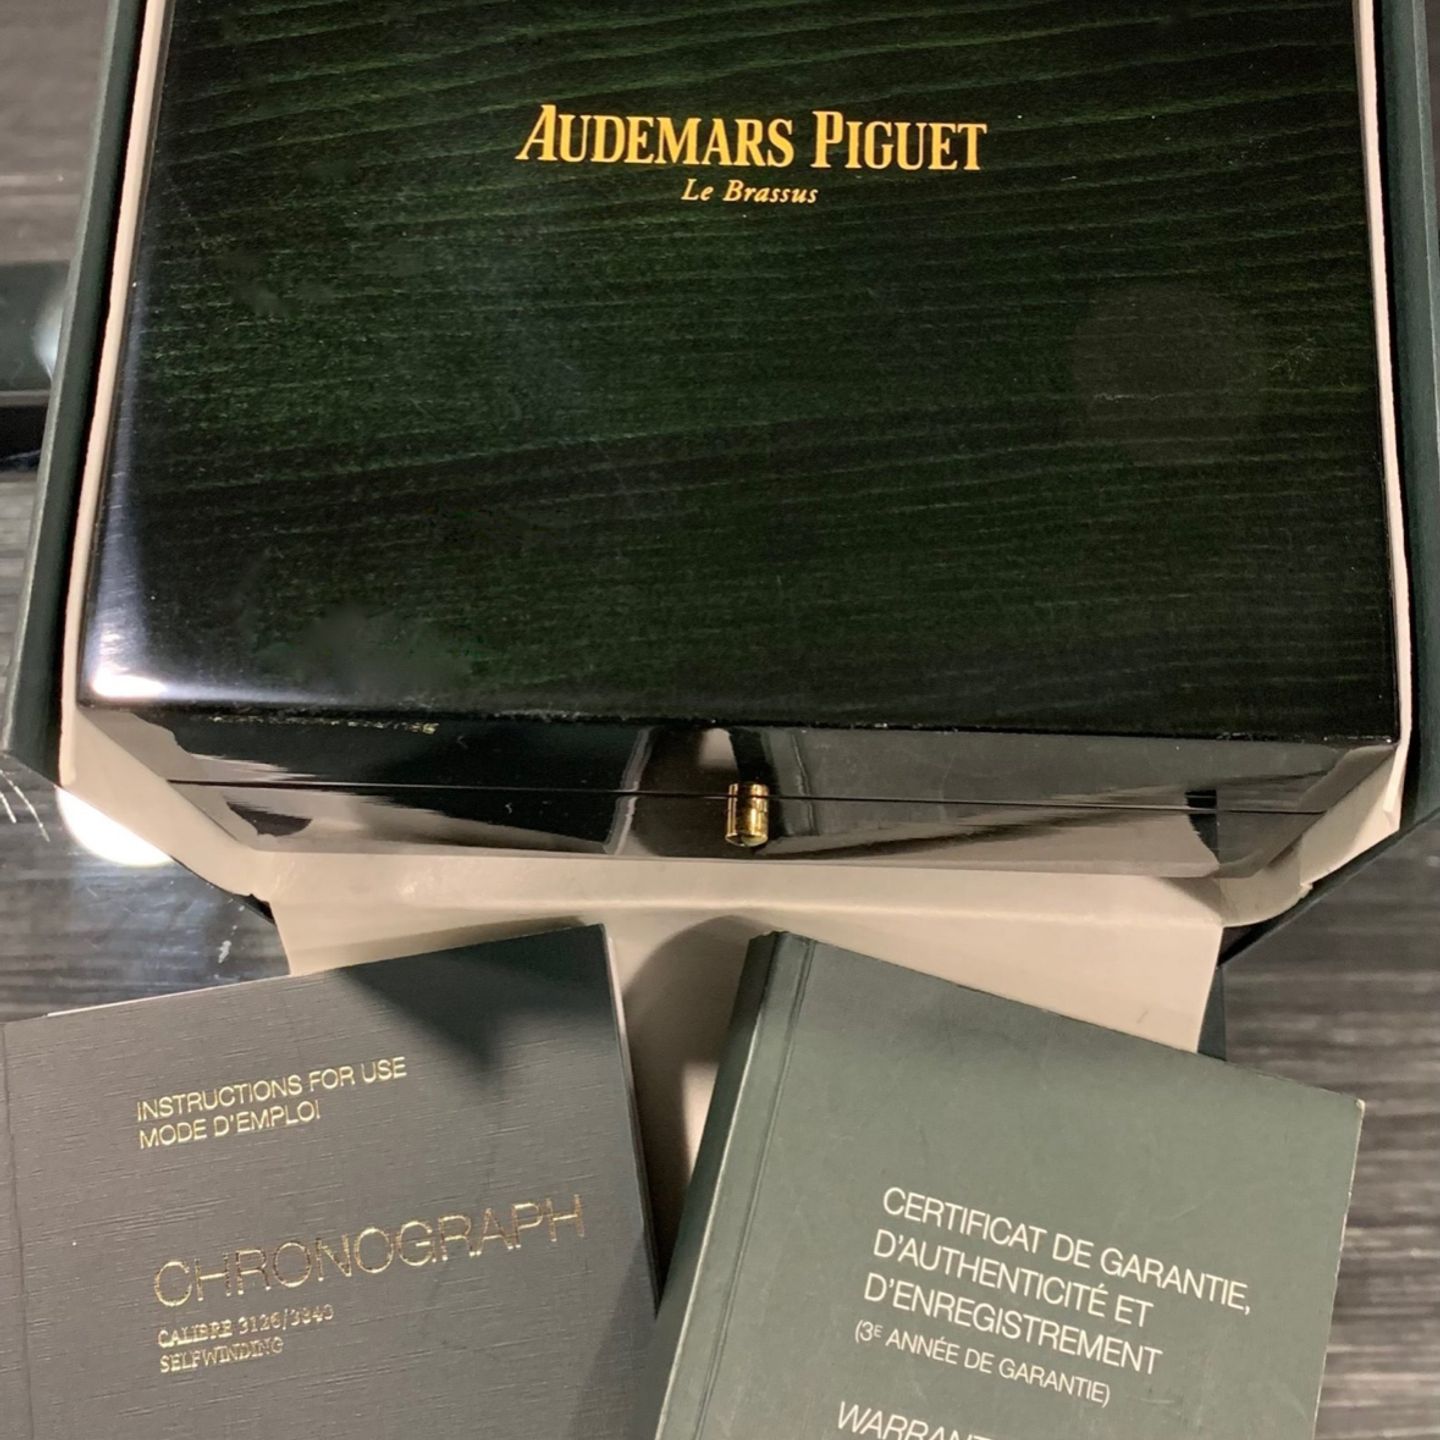 AUDEMARS PIGUET
Le Brassus
INSTRUCTIONS FOR USE
MODE D'EMPLOI
CHRONOGRAPH
CALIBRE 3126/3840
SELFWINDING
CERTIFICAT DE GARANTIE,
D'AUTHENTICITÉ ET
D'ENREGISTREMENT
(3E ANNÉE DE GARANTIE)